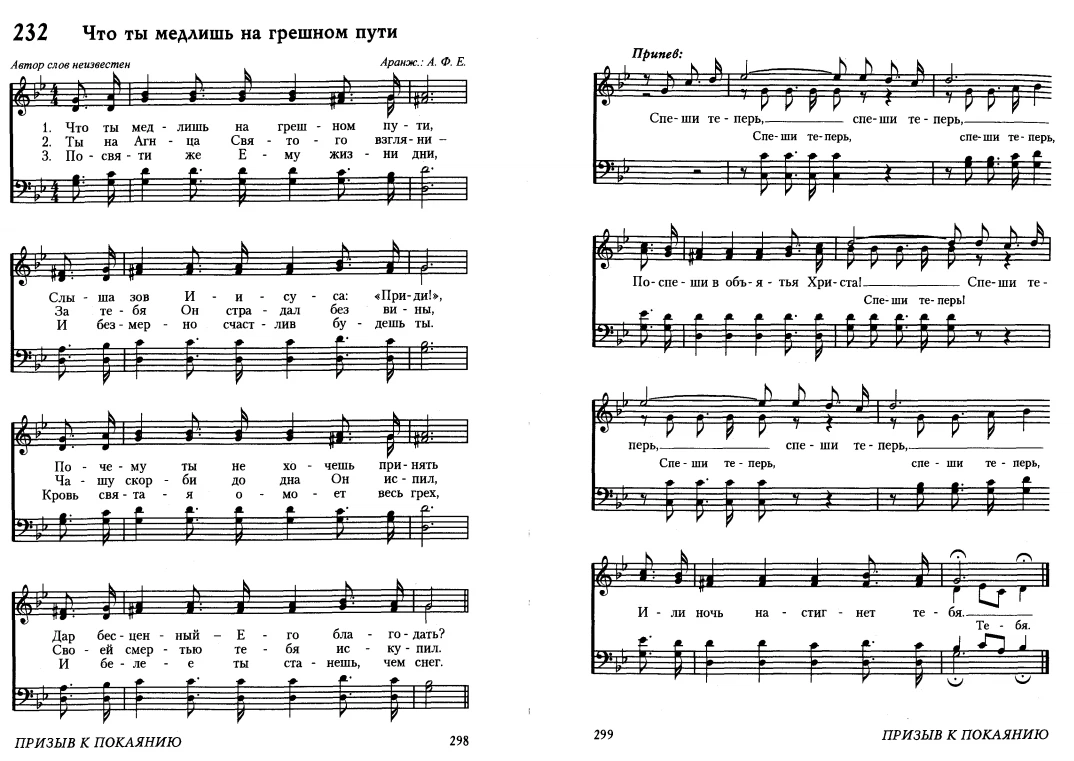 232 Что ты медлишь на грешном пути
Автор слов неизвестен Аранж.: А. Ф. Е.
1. Что ты мед - лишь на греш - ном пу - ти,
2. Ты на Агн - ца Свя - то - го взгля - ни –
3. По - свя - ти же Е - му жиз - ни дни,
Слы - ша зов И - и - су - са: «При - ди!»,
За те - бя Он стра - дал без ви - ны,
И без - мер - но счаст - лив бу - дешь ты.
По - че - му ты не хо - чешь при - нять
Ча - шу скор - би до дна Он ис - пил,
Кровь свя - та - я о - мо - ет весь грех,
Дар бес - цен - ный – Е - го бла - го - дать?
Сво - ей смер - тью те - бя ис - ку - пил.
И бе - ле - е ты ста - нешь, чем снег.
ПРИЗЫВ К ПОКАЯНИЮ 298
Припев:
Спе - ши те - перь, спе - ши те - перь,
Спе - ши те - перь, спе - ши те - перь,
По - спе - ши в объ - я - тья Хри - ста! Спе - ши те -
Спе - ши те - перь!
перь, спе - ши те - перь,
Спе - ши те - перь, спе - ши те - перь,
И - ли ночь на - стиг - нет те - бя.
Те - бя.
299 ПРИЗЫВ К ПОКАЯНИЮ